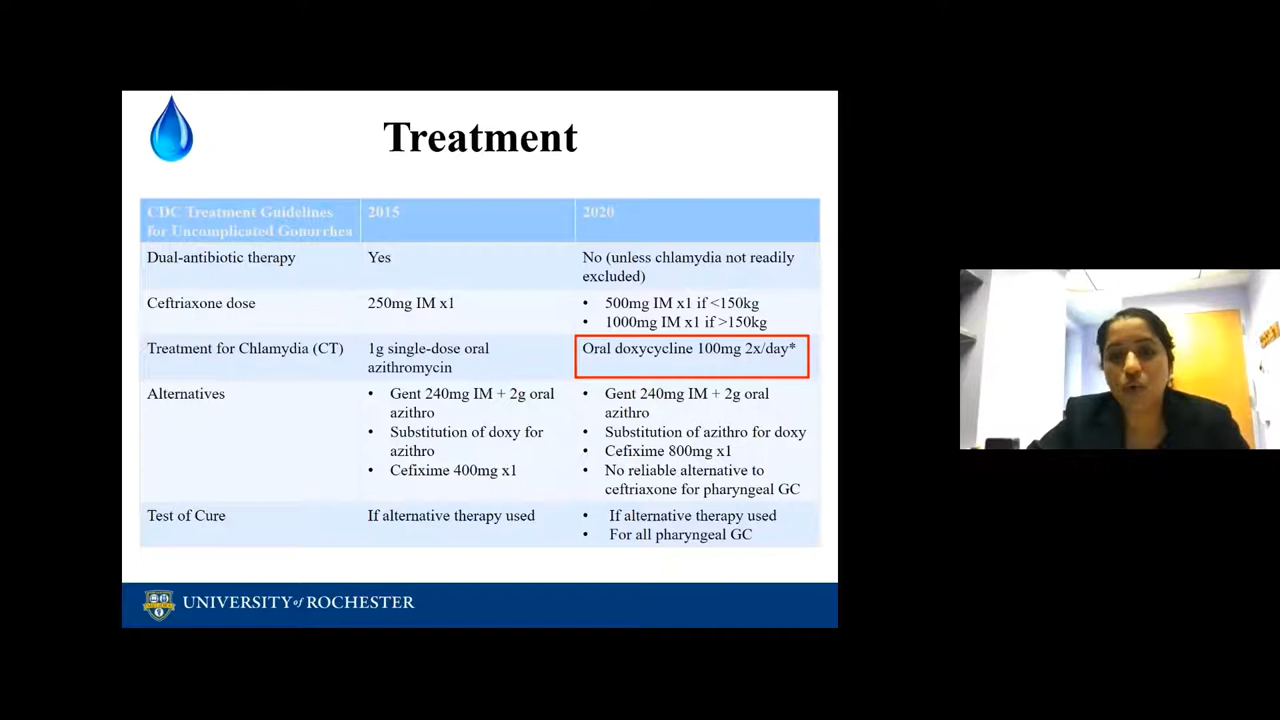 Treatment
CDC Treatment Guidelines
for Uncomplicated Gonurrhea
2015
2020
Dual-antibiotic therapy
Yes
No (unless chlamydia not readily
excluded)
Ceftriaxone dose
250mg IM x1
• 500mg IM x1 if <150kg
• 1000mg IM x1 if >150kg
Treatment for Chlamydia (CT)
1g single-dose oral
azithromycin
Oral doxycycline 100mg 2x/day*
Alternatives
• Gent 240mg IM + 2g oral
azithro
• Substitution of doxy for
azithro
• Cefixime 400mg x1
• Gent 240mg IM + 2g oral
azithro
• Substitution of azithro for doxy
• Cefixime 800mg x1
• No reliable alternative to
ceftriaxone for pharyngeal GC
Test of Cure
If alternative therapy used
• If alternative therapy used
• For all pharyngeal GC
UNIVERSITY of ROCHESTER